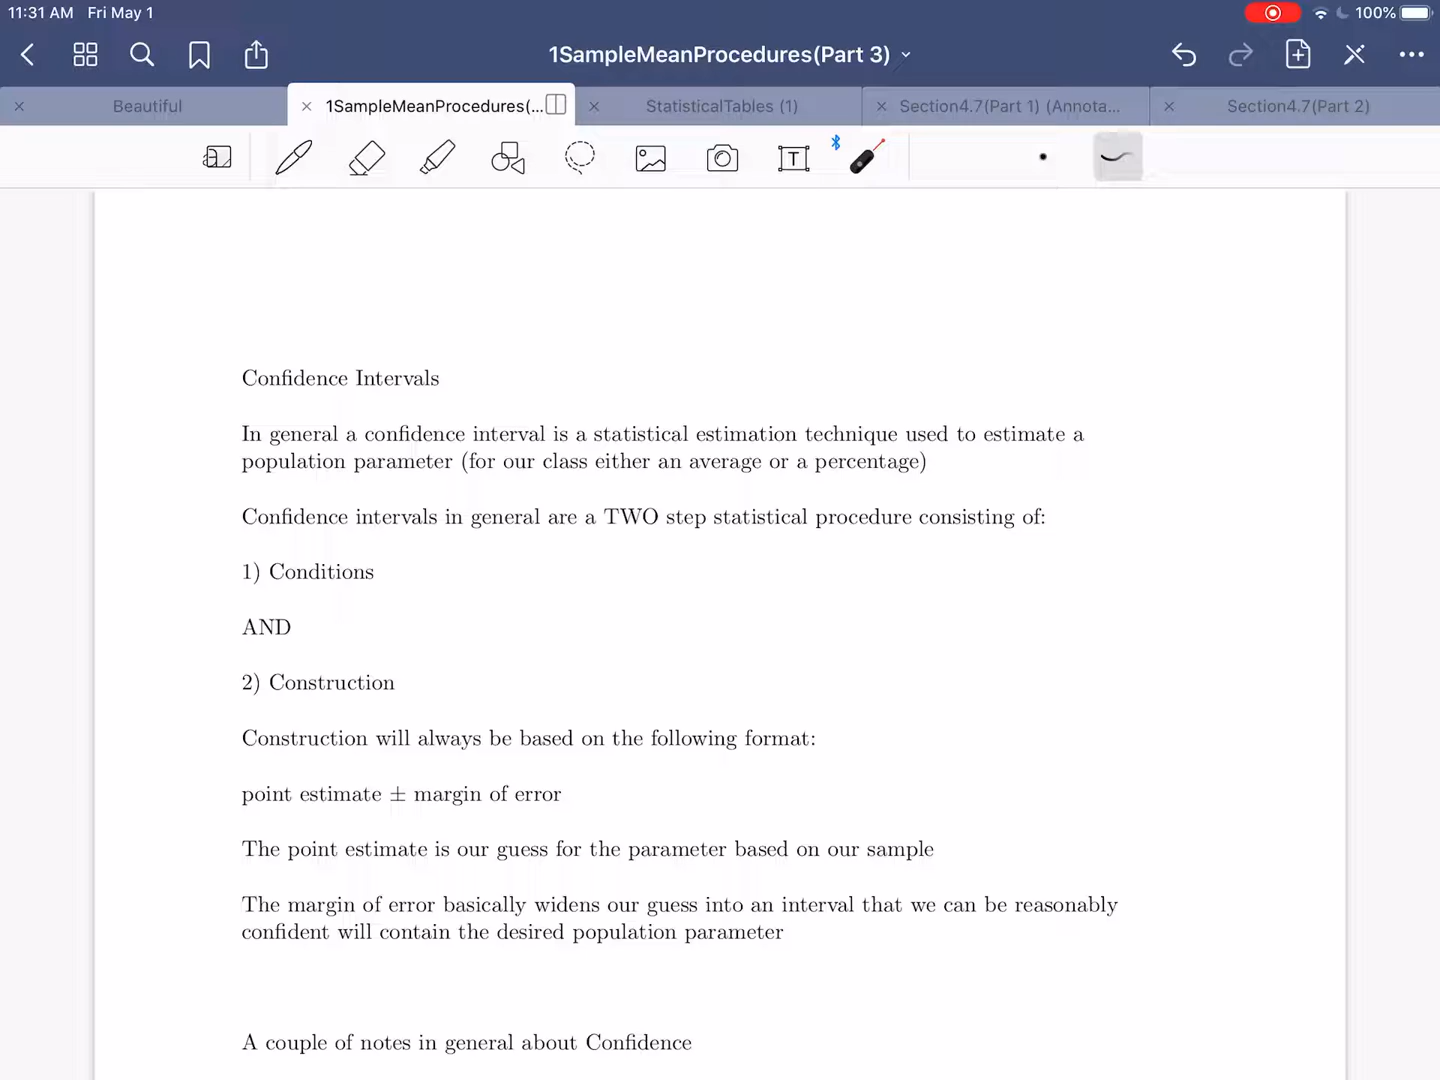 11:31 AM Fri May 1
100%
1SampleMeanProcedures(Part 3)
Beautiful
1SampleMeanProcedures(...
StatisticalTables (1)
Section4.7(Part 1) (Annota...
Section4.7(Part 2)
T
Confidence Intervals
In general a confidence interval is a statistical estimation technique used to estimate a
population parameter (for our class either an average or a percentage)
Confidence intervals in general are a TWO step statistical procedure consisting of:
1) Conditions
AND
2) Construction
Construction will always be based on the following format:
point estimate ± margin of error
The point estimate is our guess for the parameter based on our sample
The margin of error basically widens our guess into an interval that we can be reasonably
confident will contain the desired population parameter
A couple of notes in general about Confidence